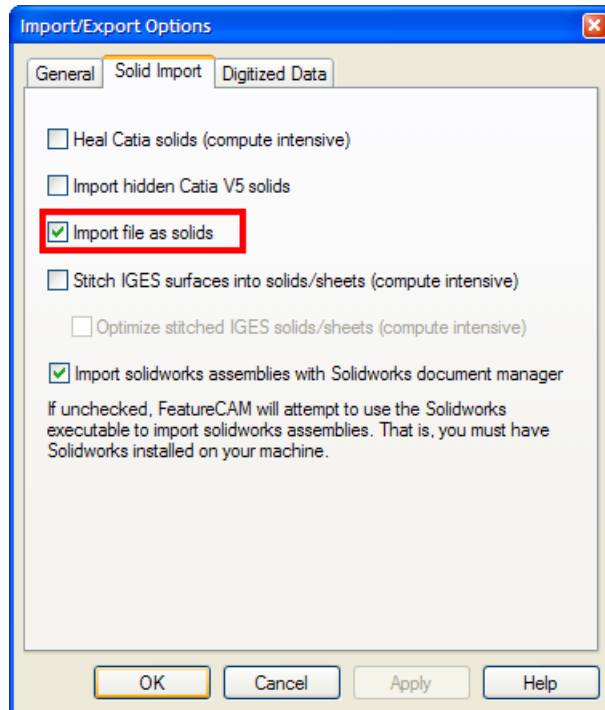 Import/Export Options
General Solid Import Digitized Data
Heal Catia solids (compute intensive)
Import hidden Catia V5 solids
Import file as solids
Stitch IGES surfaces into solids/sheets (compute intensive)
Optimize stitched IGES solids/sheets (compute intensive)
Import solidworks assemblies with Solidworks document manager
If unchecked, FeatureCAM will attempt to use the Solidworks
executable to import solidworks assemblies. That is, you must have
Solidworks installed on your machine.
OK Cancel Apply Help